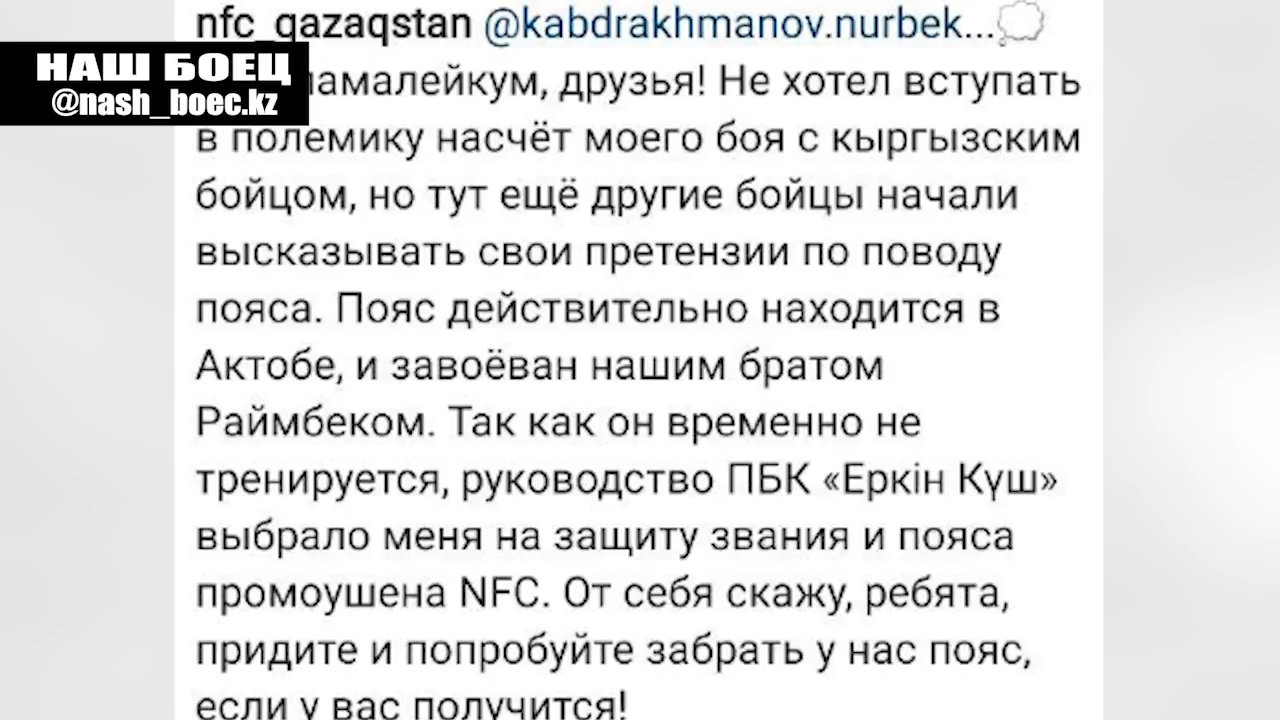 nfc_qazaqstan @kabdrakhmanov.nurbek...
НАШ БОЕЦ
@nash_boec.kz
друзья! Не хотел вступать
в полемику насчёт моего боя с кыргызским
бойцом, но тут ещё другие бойцы начали
высказывать свои претензии по поводу
пояса. Пояс действительно находится в
Актобе, и завоёван нашим братом
Раймбеком. Так как он временно не
тренируется, руководство ПБК «Еркін Күш»
выбрало меня на защиту звания и пояса
промоушена NFC. От себя скажу, ребята,
придите и попробуйте забрать у нас пояс,
если у вас получится!